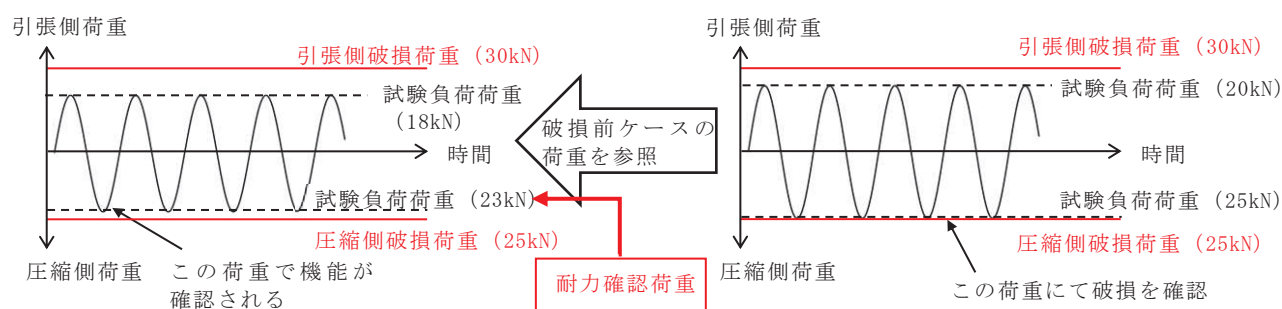 引張側荷重
引張側破損荷重(30kN)
試験負荷荷重
(18kN)
時間
試験負荷荷重(23kN)
圧縮側破損荷重(25kN)
圧縮側荷重
この荷重で機能が
確認される
破損前ケースの
荷重を参照
耐力確認荷重
引張側荷重
引張側破損荷重(30kN)
試験負荷荷重(20kN)
時間
試験負荷荷重(25kN)
圧縮側破損荷重(25kN)
圧縮側荷重
この荷重にて破損を確認